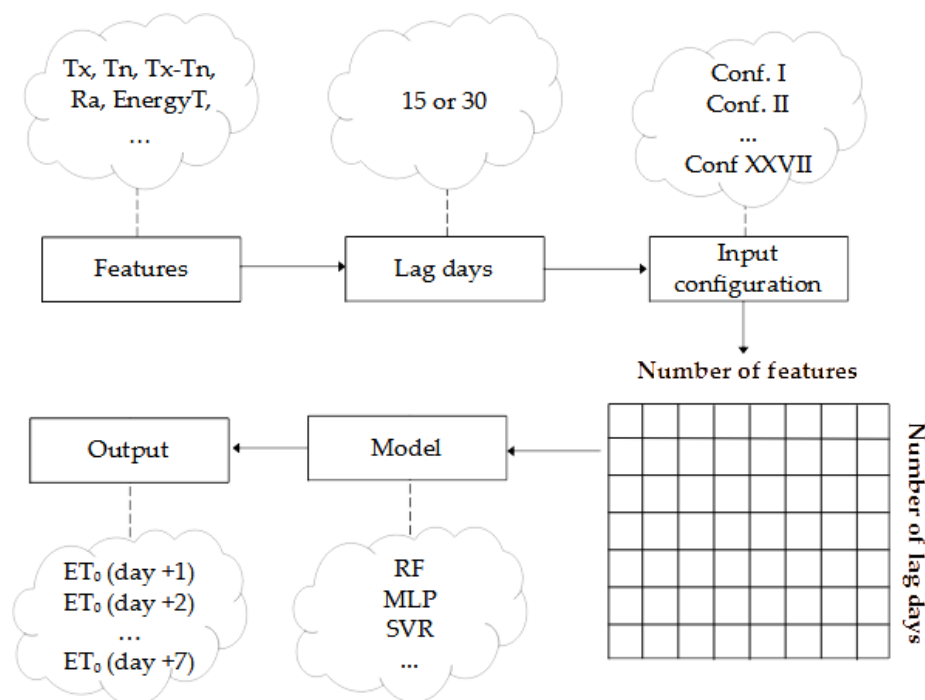 Tx, Tn, Tx-Tn,
Ra, EnergyT,
...
15 or 30
Conf. I
Conf. II
...
Conf XXVII
Features
Lag days
Input
configuration
Number of features
Number of lag days
Model
Output
RF
MLP
SVR
...
ET₀ (day +1)
ET₀ (day +2)
...
ET₀ (day +7)